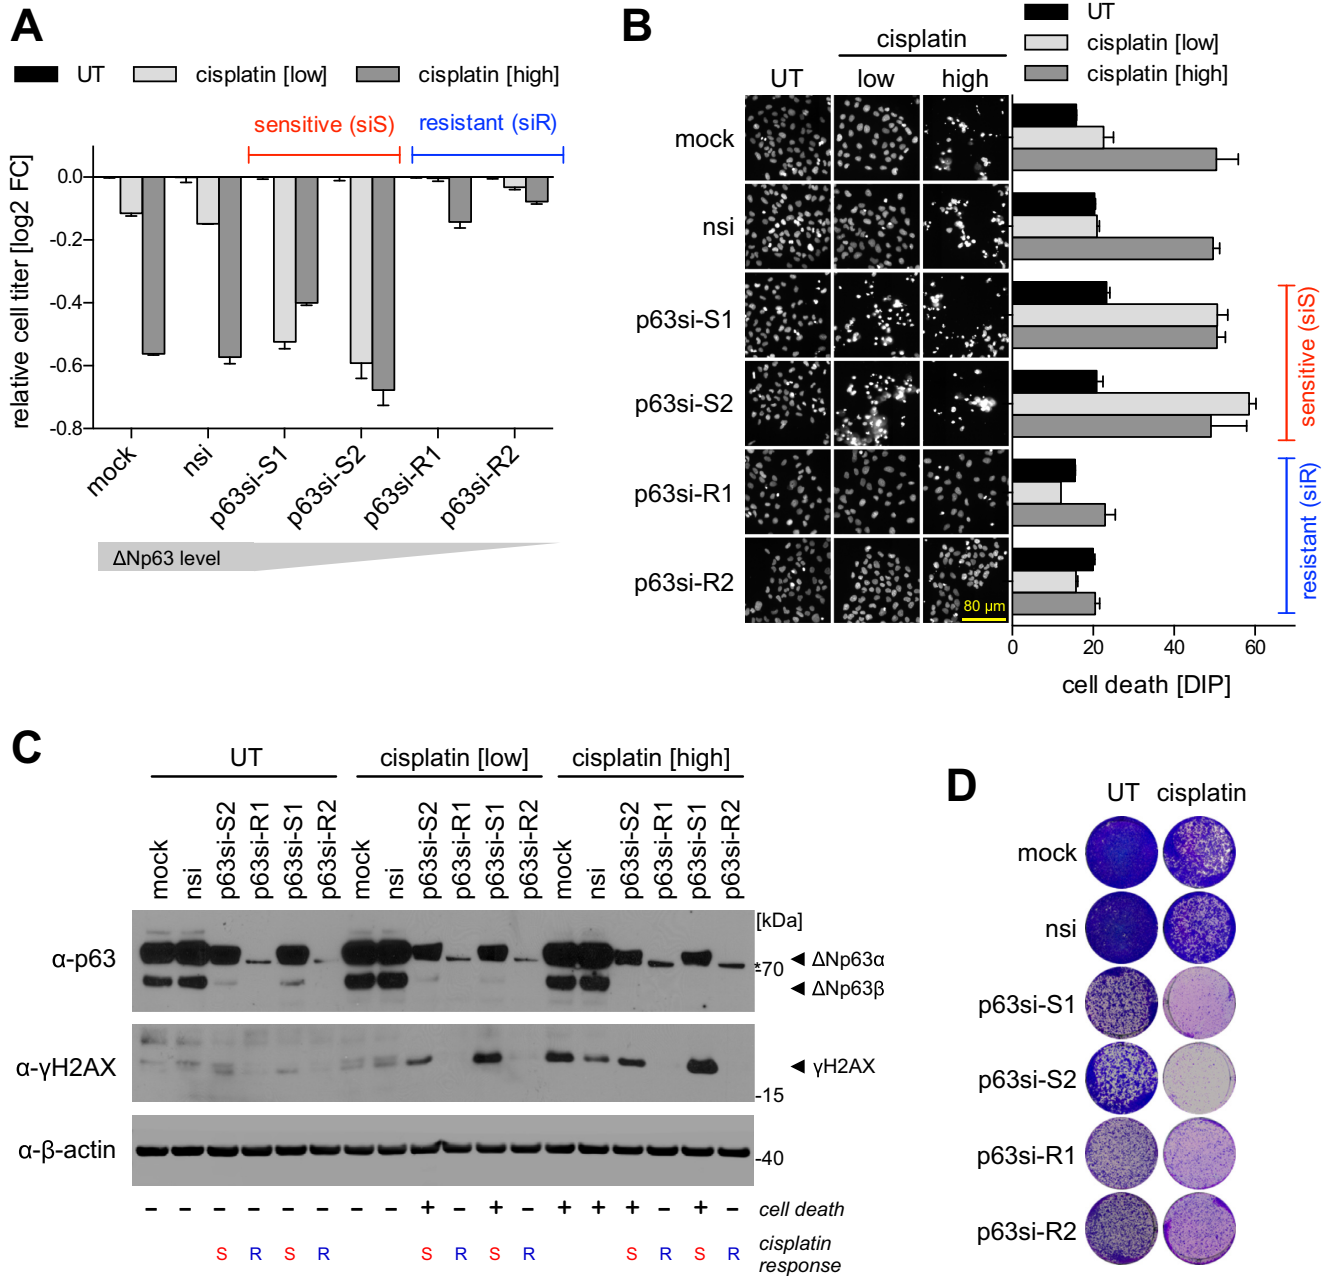 A
UT
cisplatin [low]
cisplatin [high]
sensitive (siS)
resistant (siR)
relative cell titer [log2 FC]
0.0
-0.2
-0.4
-0.6
-0.8
mock
nsi
p63si-S1
p63si-S2
p63si-R1
p63si-R2
ΔNp63 level
B
UT
cisplatin [low]
cisplatin [high]
cisplatin
UT
low
high
mock
nsi
p63si-S1
p63si-S2
p63si-R1
p63si-R2
80 µm
sensitive (siS)
resistant (siR)
0
20
40
60
cell death [DIP]
C
UT
cisplatin [low]
cisplatin [high]
mock
nsi
p63si-S2
p63si-R1
p63si-S1
p63si-R2
mock
nsi
p63si-S2
p63si-R1
p63si-S1
p63si-R2
mock
nsi
p63si-S2
p63si-R1
p63si-S1
p63si-R2
[kDa]
α-p63
◄ ΔNp63α
*
-70
◄ ΔNp63β
α-γH2AX
◄ γH2AX
-15
α-β-actin
-40
– – – – – – – – + – + – + + + – + – cell death
S R S R S R S R S R S R cisplatin
response
D
UT cisplatin
mock
nsi
p63si-S1
p63si-S2
p63si-R1
p63si-R2